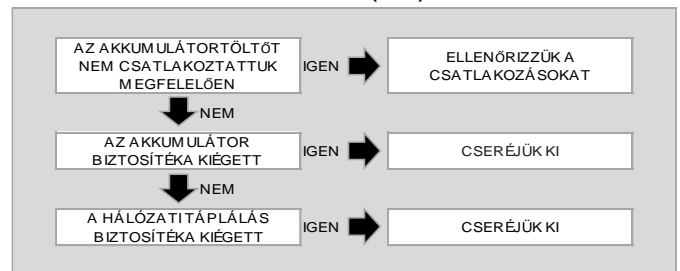 AZ AKKUMULÁTORTÖLTŐT
NEM CSATLAKOZTATTUK
MEGFELELŐEN
IGEN
ELLENŐRIZZÜK A
CSATLAKOZÁSOKAT
NEM
AZ AKKUMULÁTOR
BIZTOSÍTÉKA KIÉGETT
IGEN
CSERÉJÜK KI
NEM
A HÁLÓZATI TÁPLÁLÁS
BIZTOSÍTÉKA KIÉGETT
IGEN
CSERÉJÜK KI